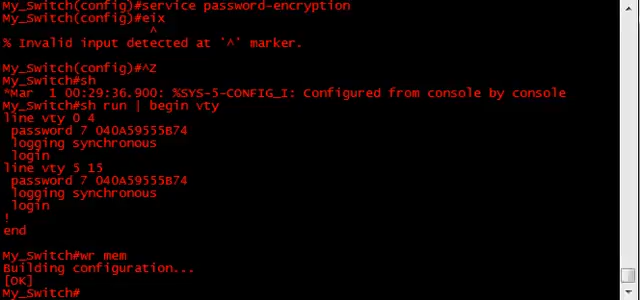 My_Switch(config)#service password-encryption
My_Switch(config)#eix
^
% Invalid input detected at '^' marker.
My_Switch(config)#^Z
My_Switch#sh
*Mar  1 00:29:36.900: %SYS-5-CONFIG_I: Configured from console by console
My_Switch#sh run | begin vty
line vty 0 4
 password 7 040A59555B74
 logging synchronous
 login
line vty 5 15
 password 7 040A59555B74
 logging synchronous
 login
!
end
My_Switch#wr mem
Building configuration...
[OK]
My_Switch#